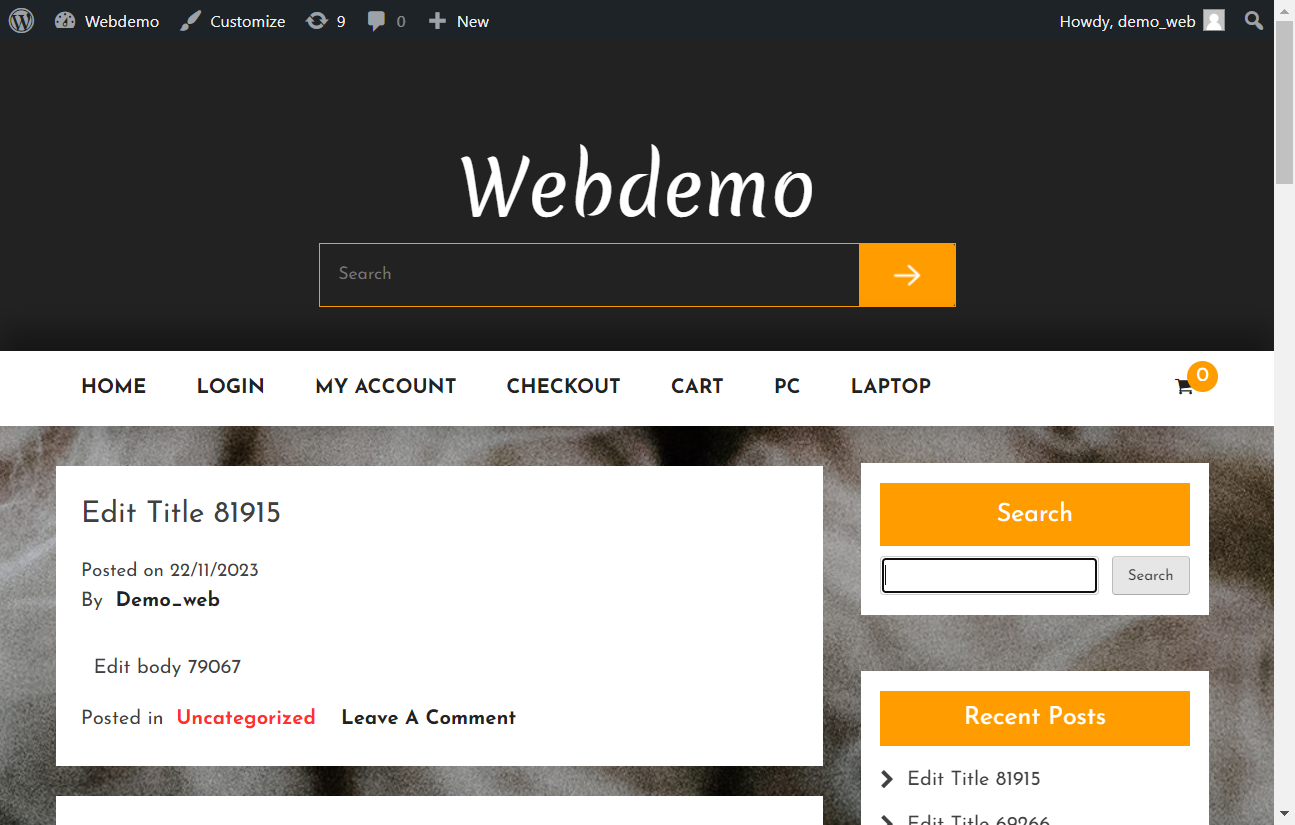 Webdemo Customize 9 0 New Howdy, demo_web
Webdemo
Search
HOME LOGIN MY ACCOUNT CHECKOUT CART PC LAPTOP 0
Edit Title 81915
Posted on 22/11/2023
By Demo_web
Edit body 79067
Posted in Uncategorized Leave A Comment
Search
Search
Recent Posts
Edit Title 81915
Edit Title 69266